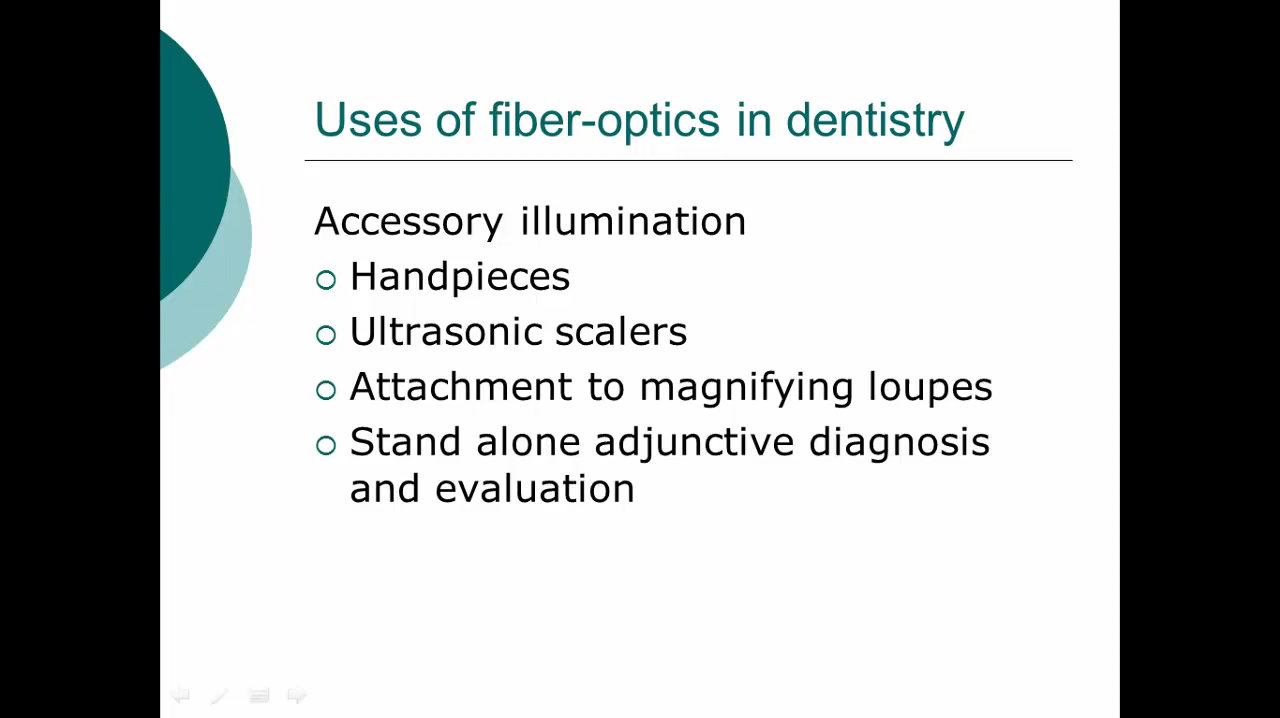 Uses of fiber-optics in dentistry
Accessory illumination
Handpieces
Ultrasonic scalers
Attachment to magnifying loupes
Stand alone adjunctive diagnosis
and evaluation